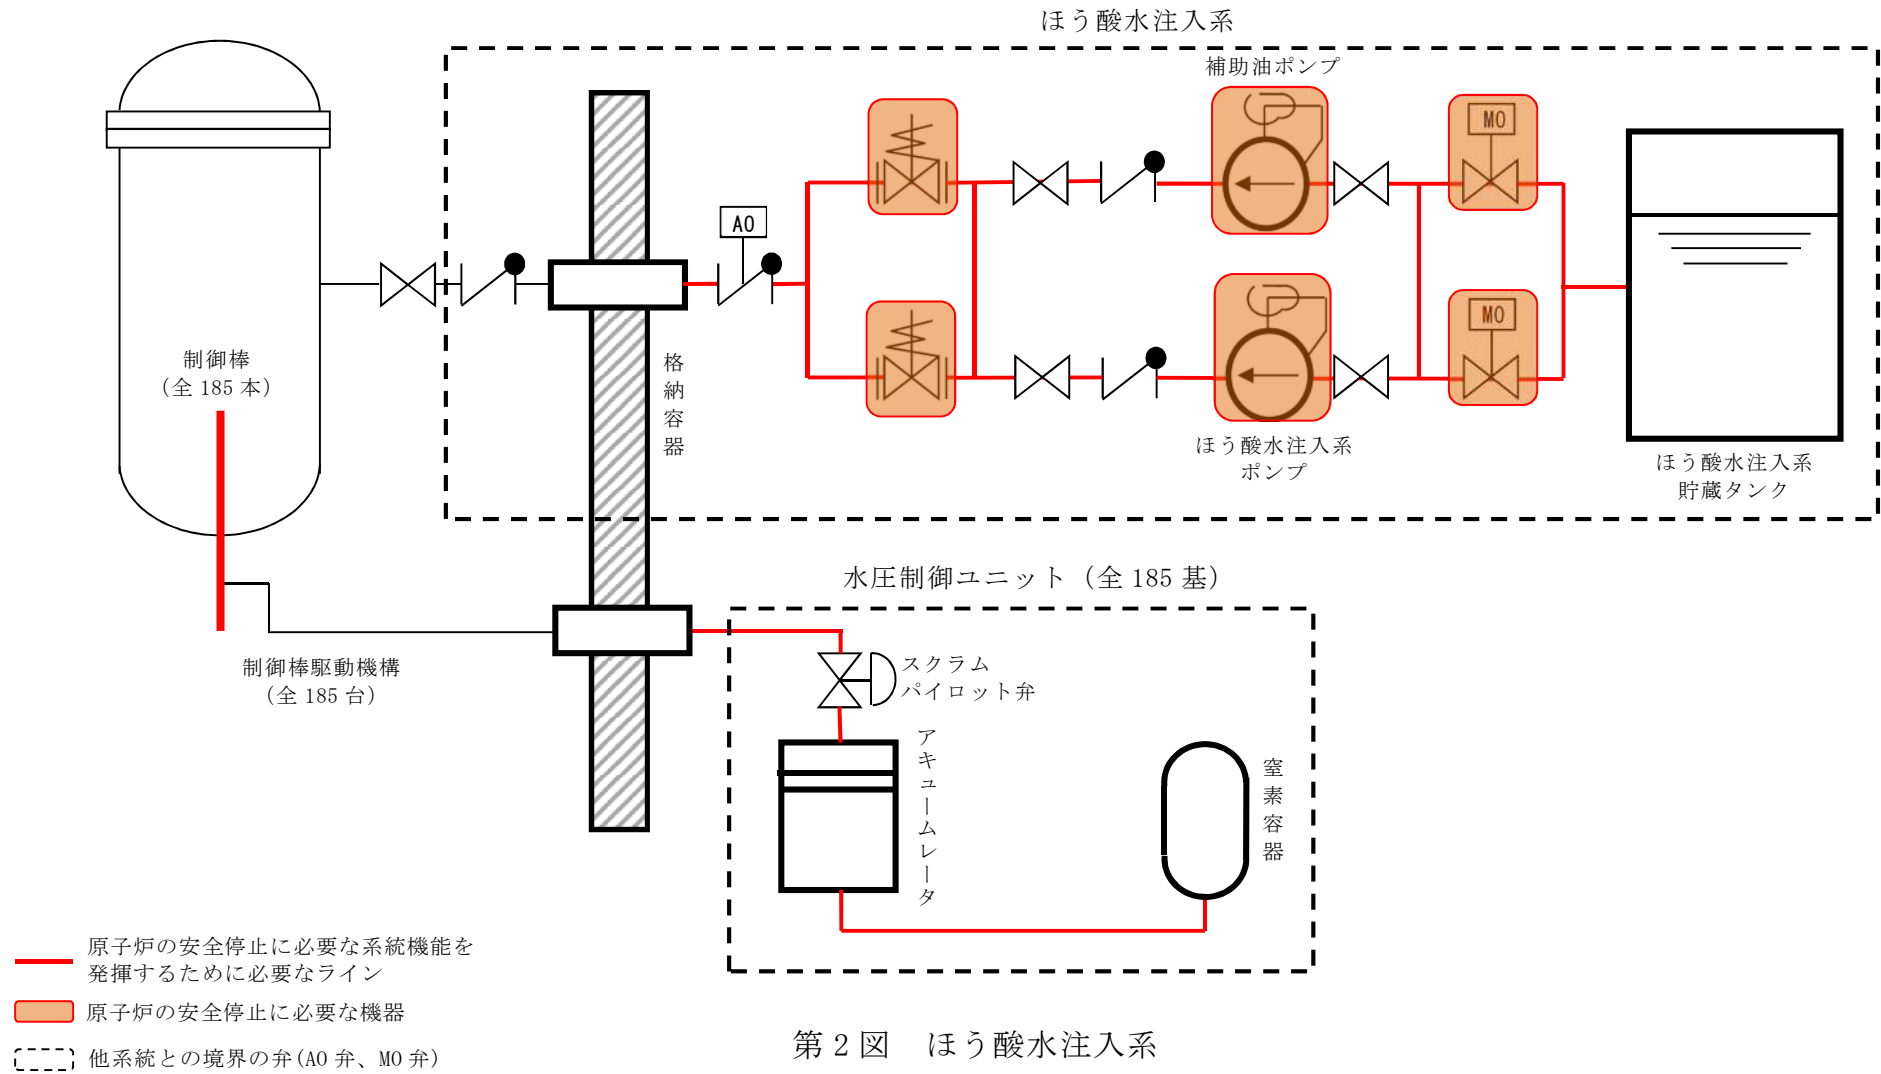 ほう酸水注入系
補助油ポンプ
MO
AO
MO
制御棒
（全 185 本）
格納容器
ほう酸水注入系
ポンプ
ほう酸水注入系
貯蔵タンク
水圧制御ユニット（全 185 基）
制御棒駆動機構
（全 185 台）
スクラム
パイロット弁
アキュームレータ
窒素容器
原子炉の安全停止に必要な系統機能を
発揮するために必要なライン
原子炉の安全停止に必要な機器
他系統との境界の弁(AO 弁、MO 弁)
第２図　ほう酸水注入系